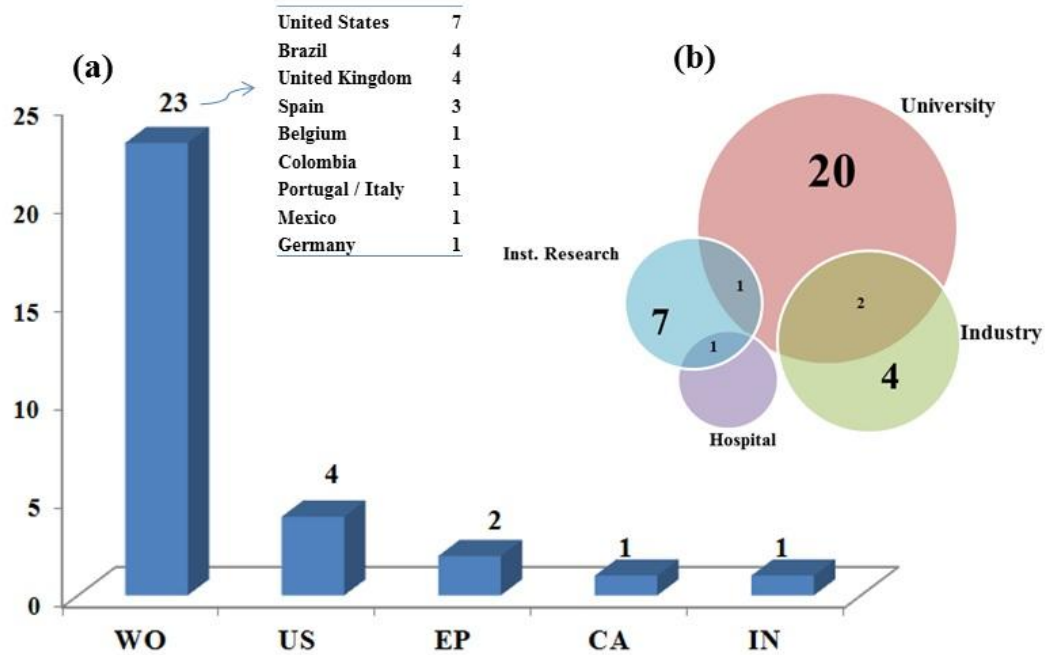 (a)
United States 7
Brazil 4
United Kingdom 4
Spain 3
Belgium 1
Colombia 1
Portugal / Italy 1
Mexico 1
Germany 1
25
20
15
10
5
0
23
4
2
1
1
WO US EP CA IN
(b)
University
20
Inst. Research
1
2
7
1
Industry
4
Hospital